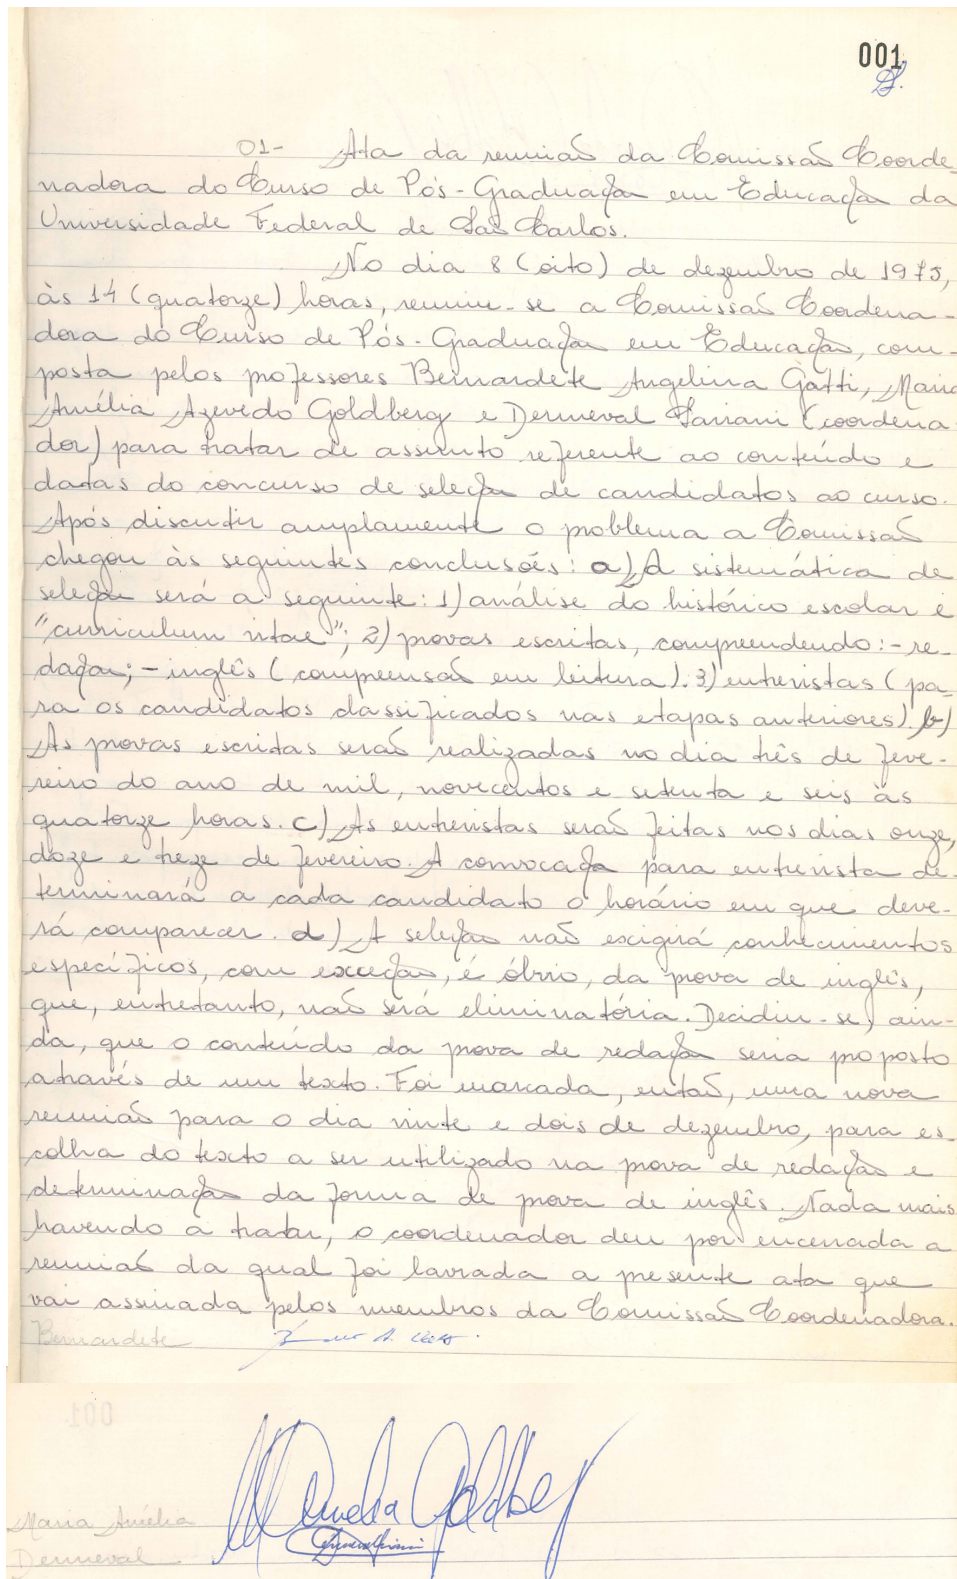 001
01- Ata da reunião da Comissão Coorde-
nadora do Curso de Pós-Graduação em Educação da
Universidade Federal de São Carlos.
No dia 8 (oito) de dezembro de 1975,
às 14 (quatorze) horas, reuniu-se a Comissão Coordena-
dora do Curso de Pós-Graduação em Educação, com-
posta pelos professores Bernardete Angelina Gatti, Maria
Amélia Azevedo Goldberg e Dermeval Saviani (coordena
dor) para tratar de assunto referente ao conteúdo e
datas do concurso de seleção de candidatos ao curso.
Após discutir amplamente o problema a Comissão
chegou às seguintes conclusões: a) A sistemática de
seleção será a seguinte: 1) análise do histórico escolar e
"curriculum vitae"; 2) provas escritas, compreendendo: - re-
dação; - inglês (compreensão em leitura). 3) entrevistas (pa-
ra os candidatos classificados nas etapas anteriores). b)
As provas escritas serão realizadas no dia três de feve-
reiro do ano de mil, novecentos e setenta e seis às
quatorze horas. c) As entrevistas serão feitas nos dias onze,
doze e treze de fevereiro. A convocação para entrevista de-
terminará a cada candidato o horário em que deve-
rá comparecer. d) A seleção não exigirá conhecimentos
específicos, com exceção, é óbvio, da prova de inglês,
que, entretanto, não será eliminatória. Decidiu-se, ain-
da, que o conteúdo da prova de redação seria proposto
através de um texto. Foi marcada, então, uma nova
reunião para o dia vinte e dois de dezembro, para es-
colha do texto a ser utilizado na prova de redação e
determinação da forma de prova de inglês. Nada mais
havendo a tratar, o coordenador deu por encerrada a
reunião da qual foi lavrada a presente ata que
vai assinada pelos membros da Comissão Coordenadora.
Bernardete
001
Maria Amélia M Amelia Goldberg
Dermeval